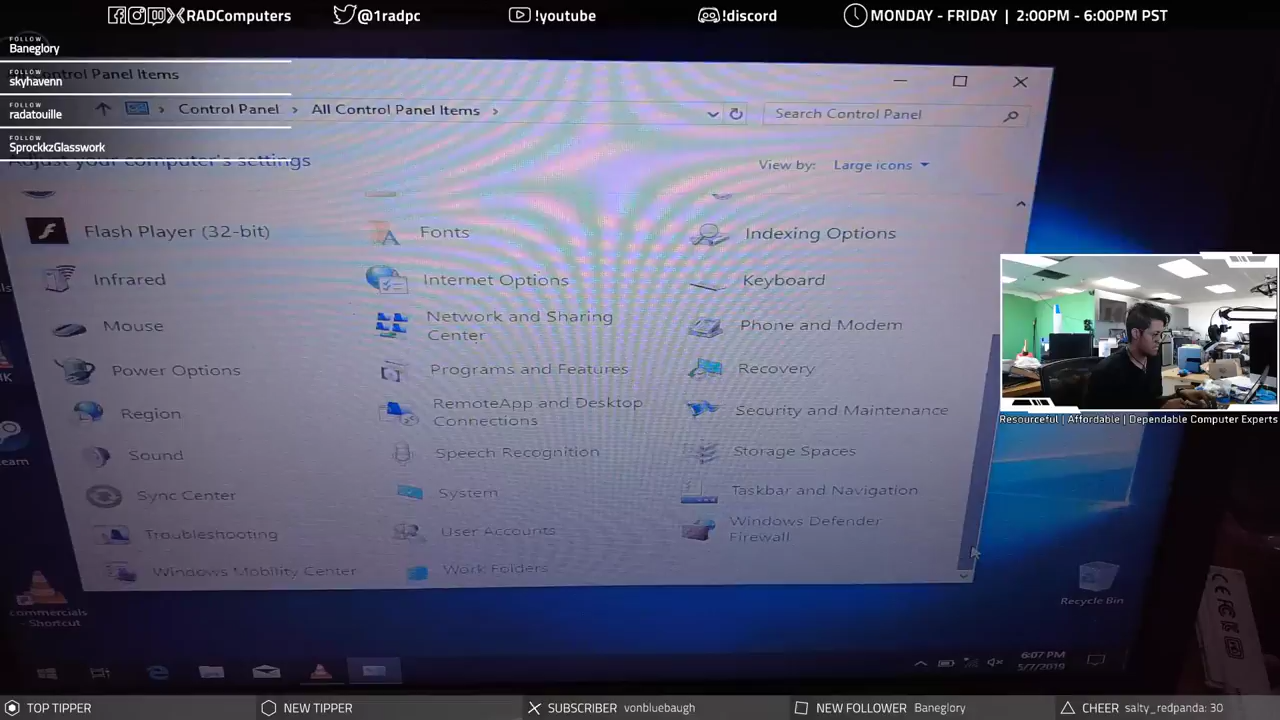 RADComputers
@1radpc
!youtube
!discord
MONDAY - FRIDAY | 2:00PM - 6:00PM PST
FOLLOW
Baneglory
FOLLOW
skyhavenn
FOLLOW
radatouille
FOLLOW
SprockkzGlasswork
Control Panel Items
Control Panel > All Control Panel Items >
Search Control Panel
Adjust your computer's settings
View by: Large icons
Flash Player (32-bit)
Fonts
Indexing Options
Infrared
Internet Options
Keyboard
Mouse
Network and Sharing
Center
Phone and Modem
Power Options
Programs and Features
Recovery
Region
RemoteApp and Desktop
Connections
Security and Maintenance
Sound
Speech Recognition
Storage Spaces
Sync Center
System
Taskbar and Navigation
Troubleshooting
User Accounts
Windows Defender
Firewall
Windows Mobility Center
Work Folders
Resourceful | Affordable | Dependable Computer Experts
commercials
- Shortcut
Recycle Bin
6:07 PM
5/7/2019
CE
TOP TIPPER
NEW TIPPER
SUBSCRIBER vonbluebaugh
NEW FOLLOWER Baneglory
CHEER salty_redpanda: 30